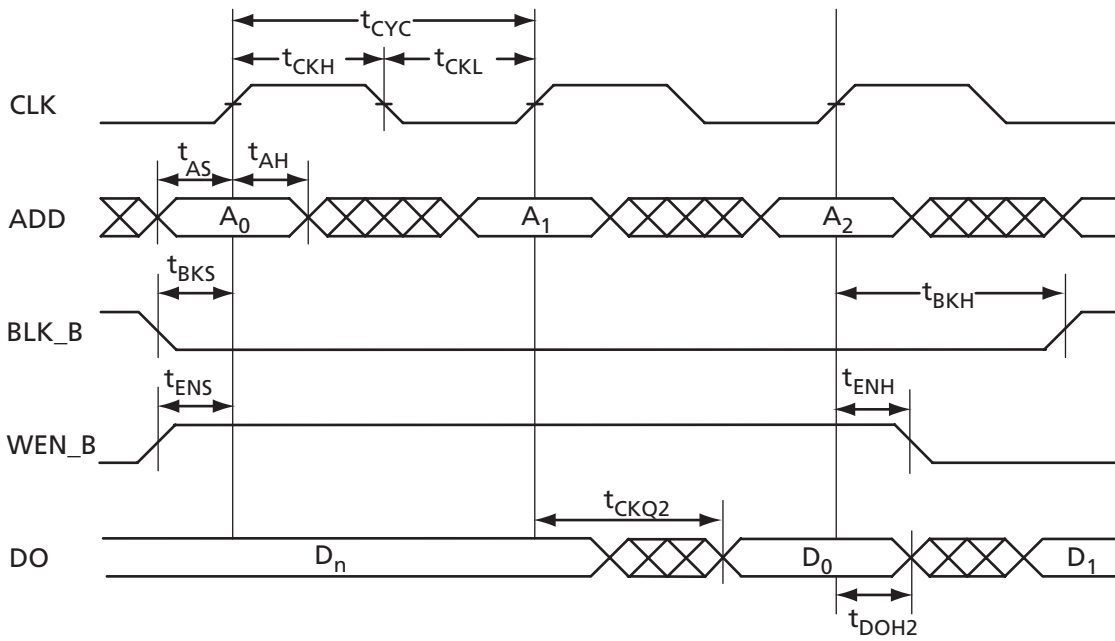 tCYC
tCKH tCKL
CLK
tAS tAH
ADD A0 A1 A2
tBKS tBKH
BLK_B
tENS tENH
WEN_B
tCKQ2
DO Dn D0 D1
tDOH2